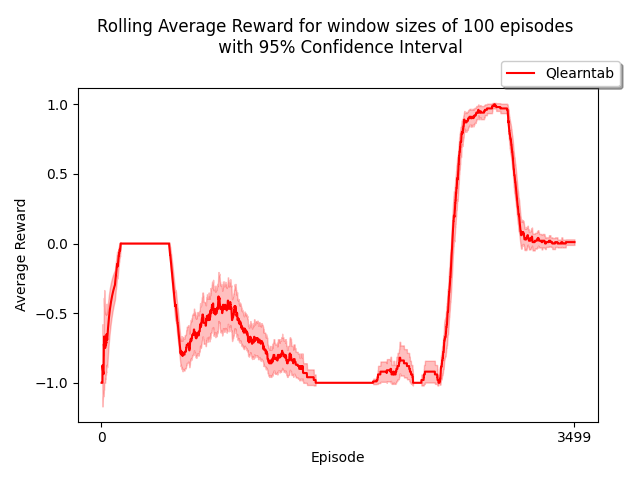 Rolling Average Reward for window sizes of 100 episodes
with 95% Confidence Interval
Qlearntab
1.0
0.5
0.0
−0.5
−1.0
Average Reward
0
3499
Episode